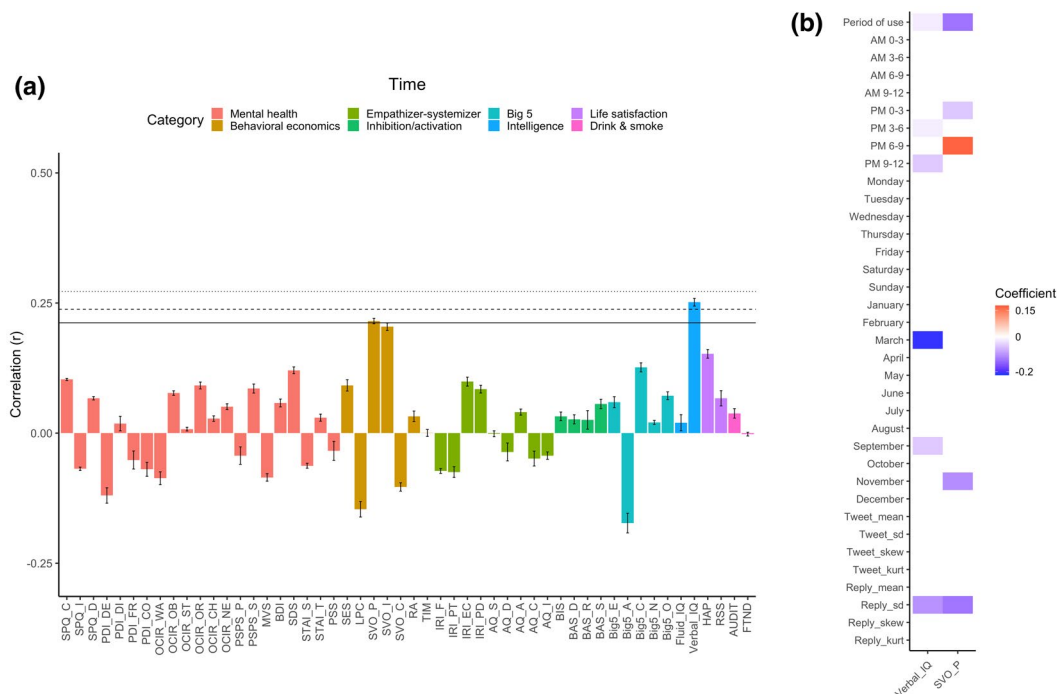 (a)
Time
Category
Mental health
Empathizer-systemizer
Big 5
Life satisfaction
Behavioral economics
Inhibition/activation
Intelligence
Drink & smoke
Correlation (r)
0.50
0.25
0.00
-0.25
SPQ_C
SPQ_I
SPQ_D
PDI_DE
PDI_DI
PDI_FR
PDI_CO
OCIR_WA
OCIR_OB
OCIR_ST
OCIR_OR
OCIR_CH
OCIR_NE
PSPS_P
PSPS_S
MVS
BDI
SDS
STAI_S
STAI_T
PSS
SES
LPC
SVO_P
SVO_I
SVO_C
RA
TIM
IRI_F
IRI_PT
IRI_EC
IRI_PD
AQ_S
AQ_D
AQ_A
AQ_C
AQ_I
BIS
BAS_D
BAS_R
BAS_S
Big5_E
Big5_A
Big5_C
Big5_N
Big5_O
Fluid_IQ
Verbal_IQ
HAP
RSS
AUDIT
FTND
(b)
Period of use
AM 0-3
AM 3-6
AM 6-9
AM 9-12
PM 0-3
PM 3-6
PM 6-9
PM 9-12
Monday
Tuesday
Wednesday
Thursday
Friday
Saturday
Sunday
January
February
March
April
May
June
July
August
September
October
November
December
Tweet_mean
Tweet_sd
Tweet_skew
Tweet_kurt
Reply_mean
Reply_sd
Reply_skew
Reply_kurt
Verbal_IQ
SVO_P
Coefficient
0.15
0
-0.2